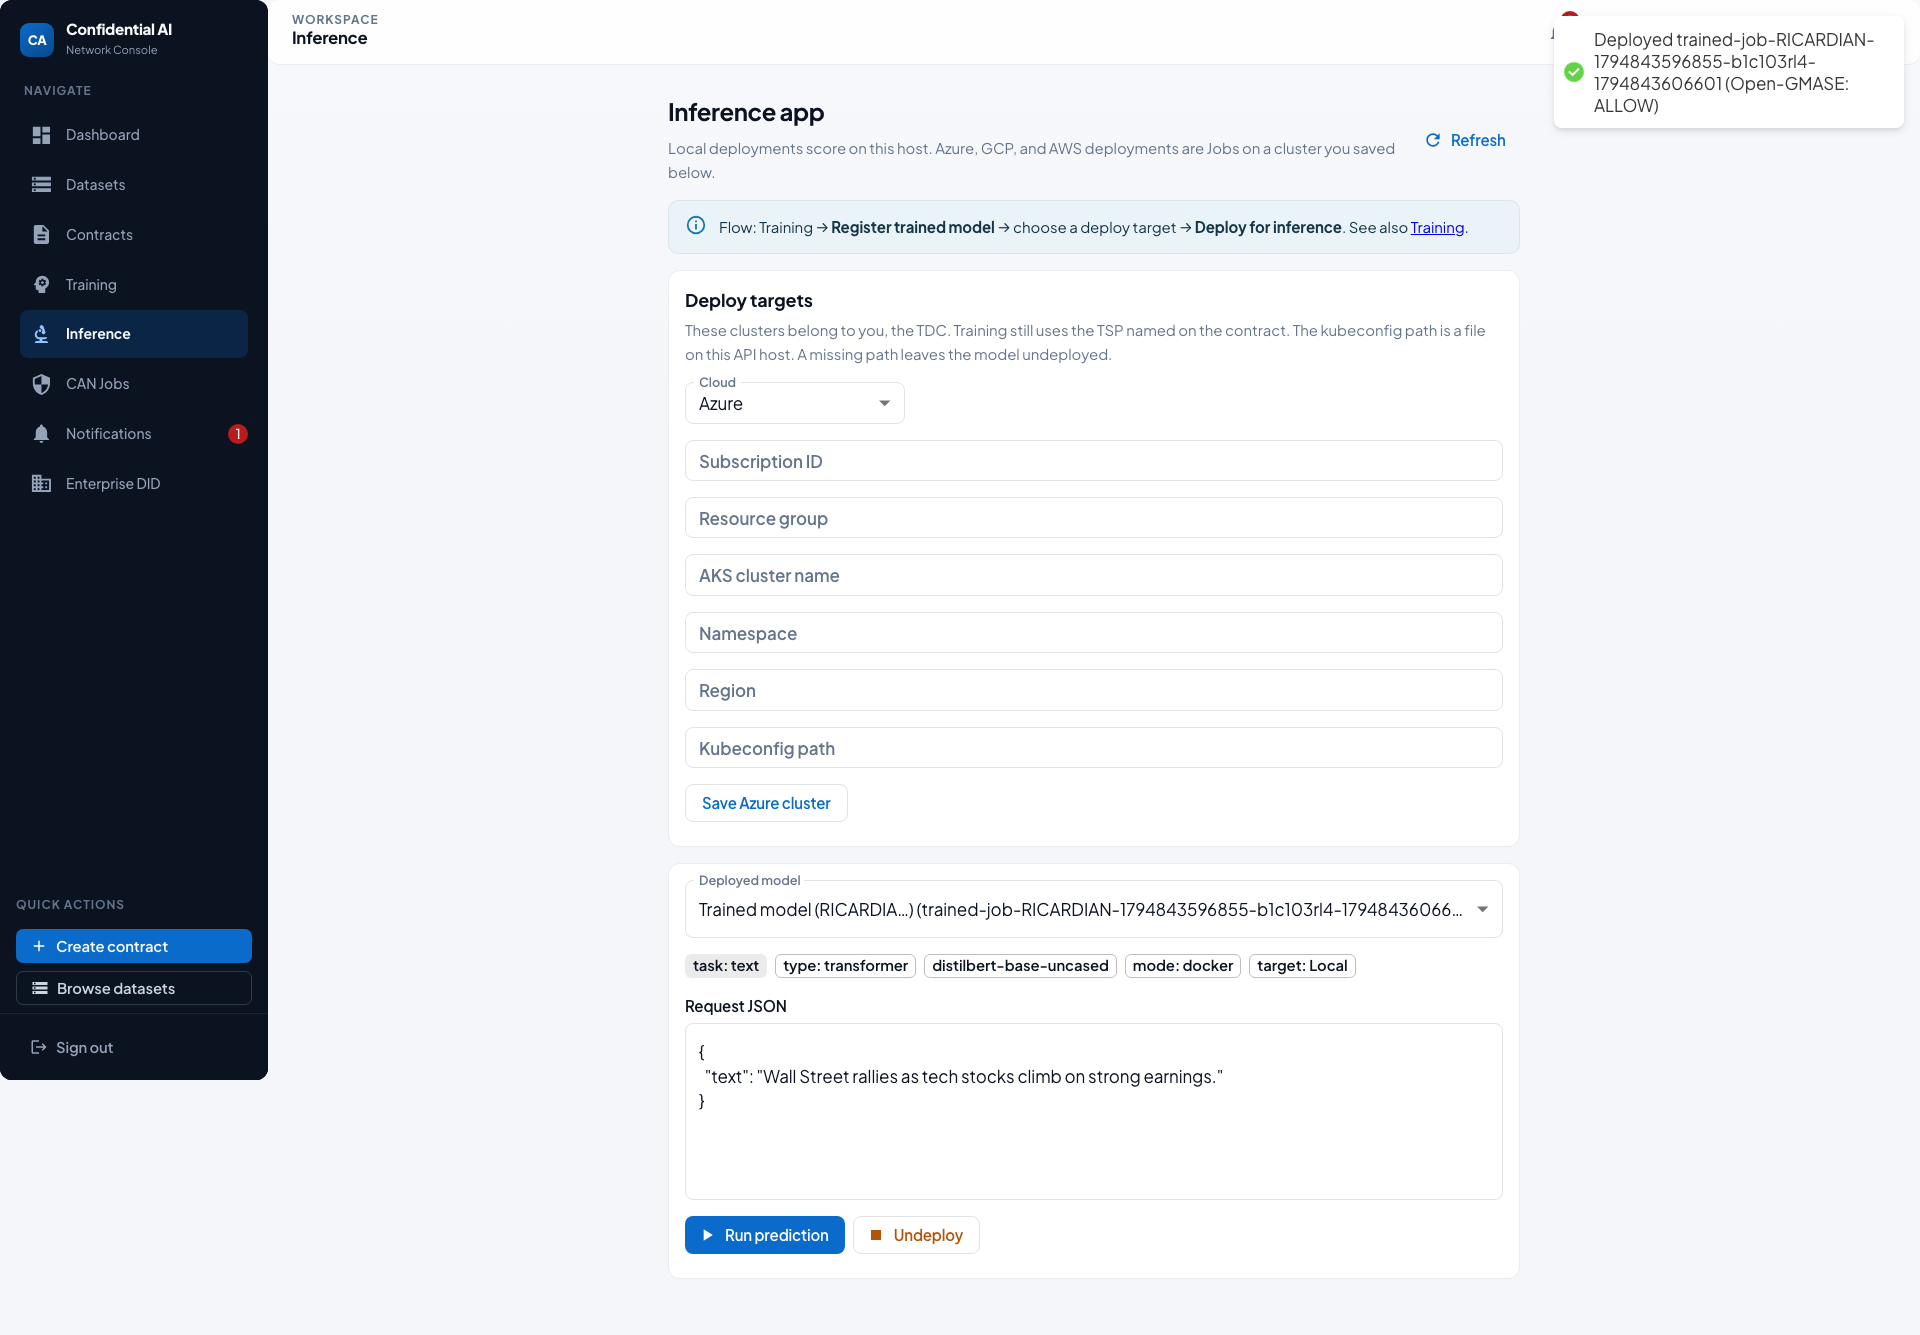 CA
Confidential AI
Network Console
NAVIGATE
Dashboard
Datasets
Contracts
Training
Inference
CAN Jobs
Notifications
1
Enterprise DID
QUICK ACTIONS
Create contract
Browse datasets
Sign out
WORKSPACE
Inference
Deployed trained-job-RICARDIAN-
1794843596855-b1c103rl4-
1794843606601 (Open-GMASE:
ALLOW)
Inference app
Local deployments score on this host. Azure, GCP, and AWS deployments are Jobs on a cluster you saved
below.
Refresh
Flow: Training → Register trained model → choose a deploy target → Deploy for inference. See also Training.
Deploy targets
These clusters belong to you, the TDC. Training still uses the TSP named on the contract. The kubeconfig path is a file
on this API host. A missing path leaves the model undeployed.
Cloud
Azure
Subscription ID
Resource group
AKS cluster name
Namespace
Region
Kubeconfig path
Save Azure cluster
Deployed model
Trained model (RICARDIA...) (trained-job-RICARDIAN-1794843596855-b1c103rl4-17948436066...
task: text
type: transformer
distilbert-base-uncased
mode: docker
target: Local
Request JSON
{
"text": "Wall Street rallies as tech stocks climb on strong earnings."
}
Run prediction
Undeploy